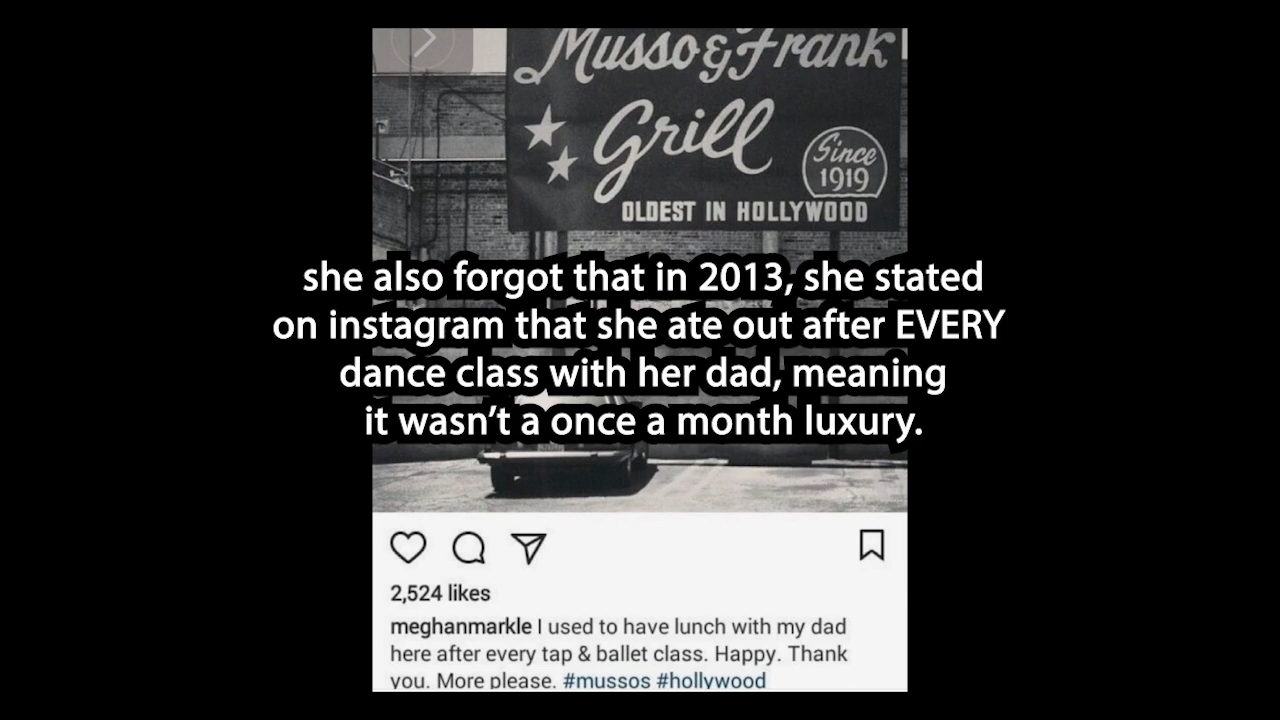 Musso & Frank
Grill
Since
1919
OLDEST IN HOLLYWOOD
she also forgot that in 2013, she stated
on instagram that she ate out after EVERY
dance class with her dad, meaning
it wasn’t a once a month luxury.
2,524 likes
meghanmarkle I used to have lunch with my dad
here after every tap & ballet class. Happy. Thank
you. More please. #mussos #hollywood